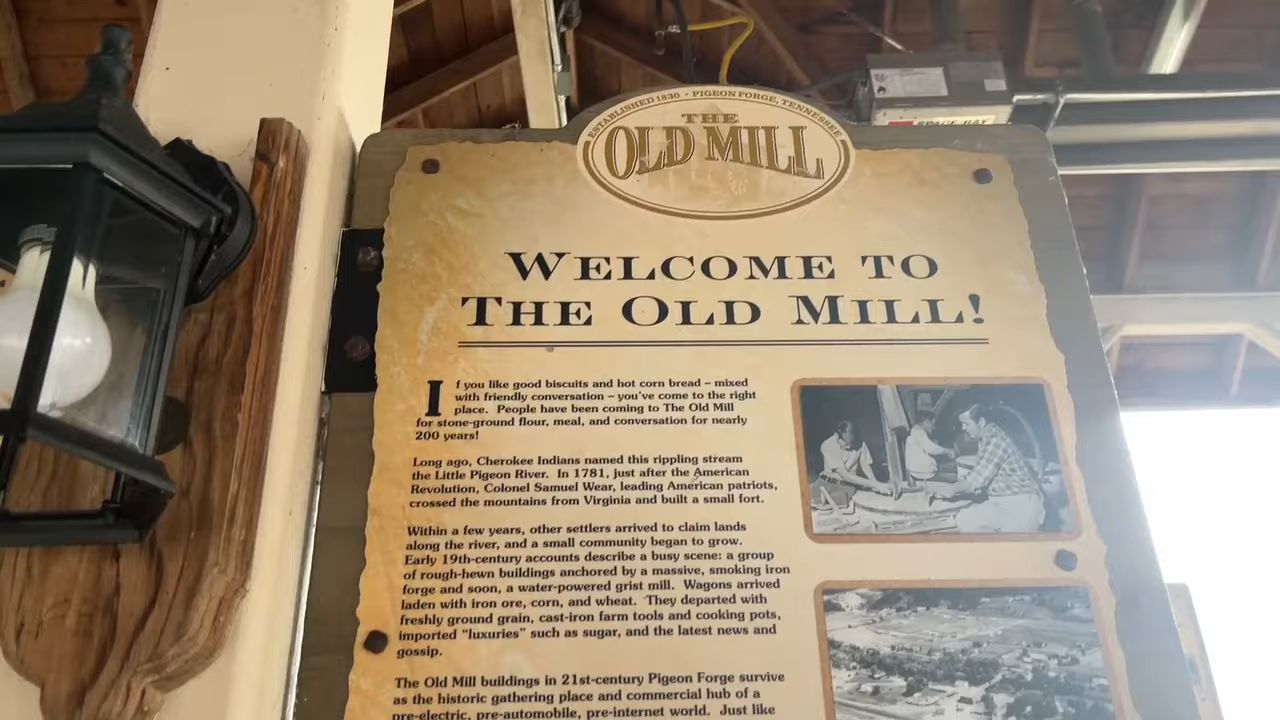 ESTABLISHED 1830 · PIGEON FORGE, TENNESSEE
THE
OLD MILL
SPACE-RAY
WELCOME TO
THE OLD MILL!
If you like good biscuits and hot corn bread – mixed
with friendly conversation – you've come to the right
place. People have been coming to The Old Mill
for stone-ground flour, meal, and conversation for nearly
200 years!
Long ago, Cherokee Indians named this rippling stream
the Little Pigeon River. In 1781, just after the American
Revolution, Colonel Samuel Wear, leading American patriots,
crossed the mountains from Virginia and built a small fort.
Within a few years, other settlers arrived to claim lands
along the river, and a small community began to grow.
Early 19th-century accounts describe a busy scene: a group
of rough-hewn buildings anchored by a massive, smoking iron
forge and soon, a water-powered grist mill. Wagons arrived
laden with iron ore, corn, and wheat. They departed with
freshly ground grain, cast-iron farm tools and cooking pots,
imported "luxuries" such as sugar, and the latest news and
gossip.
The Old Mill buildings in 21st-century Pigeon Forge survive
as the historic gathering place and commercial hub of a
pre-electric, pre-automobile, pre-internet world. Just like